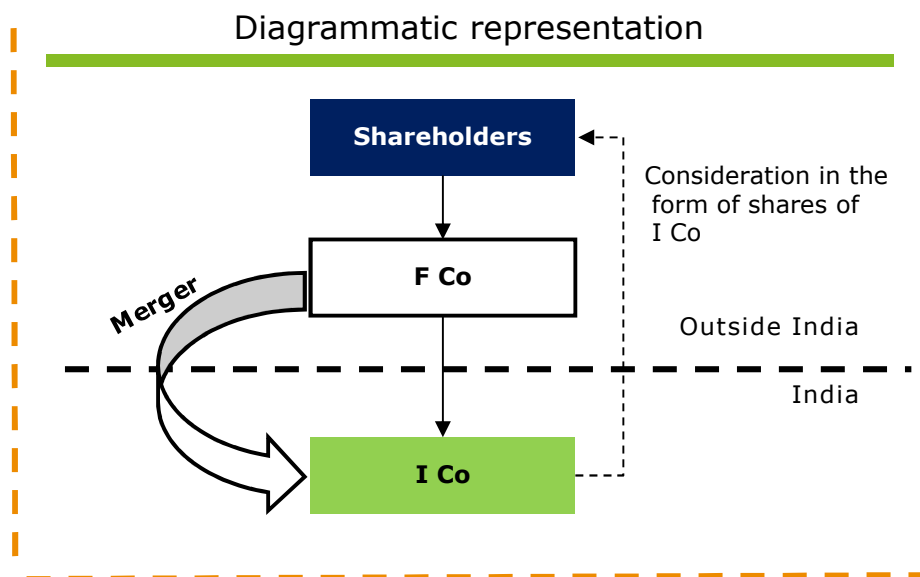 Diagrammatic representation
Shareholders
Consideration in the
form of shares of
I Co
F Co
Merger
Outside India
India
I Co